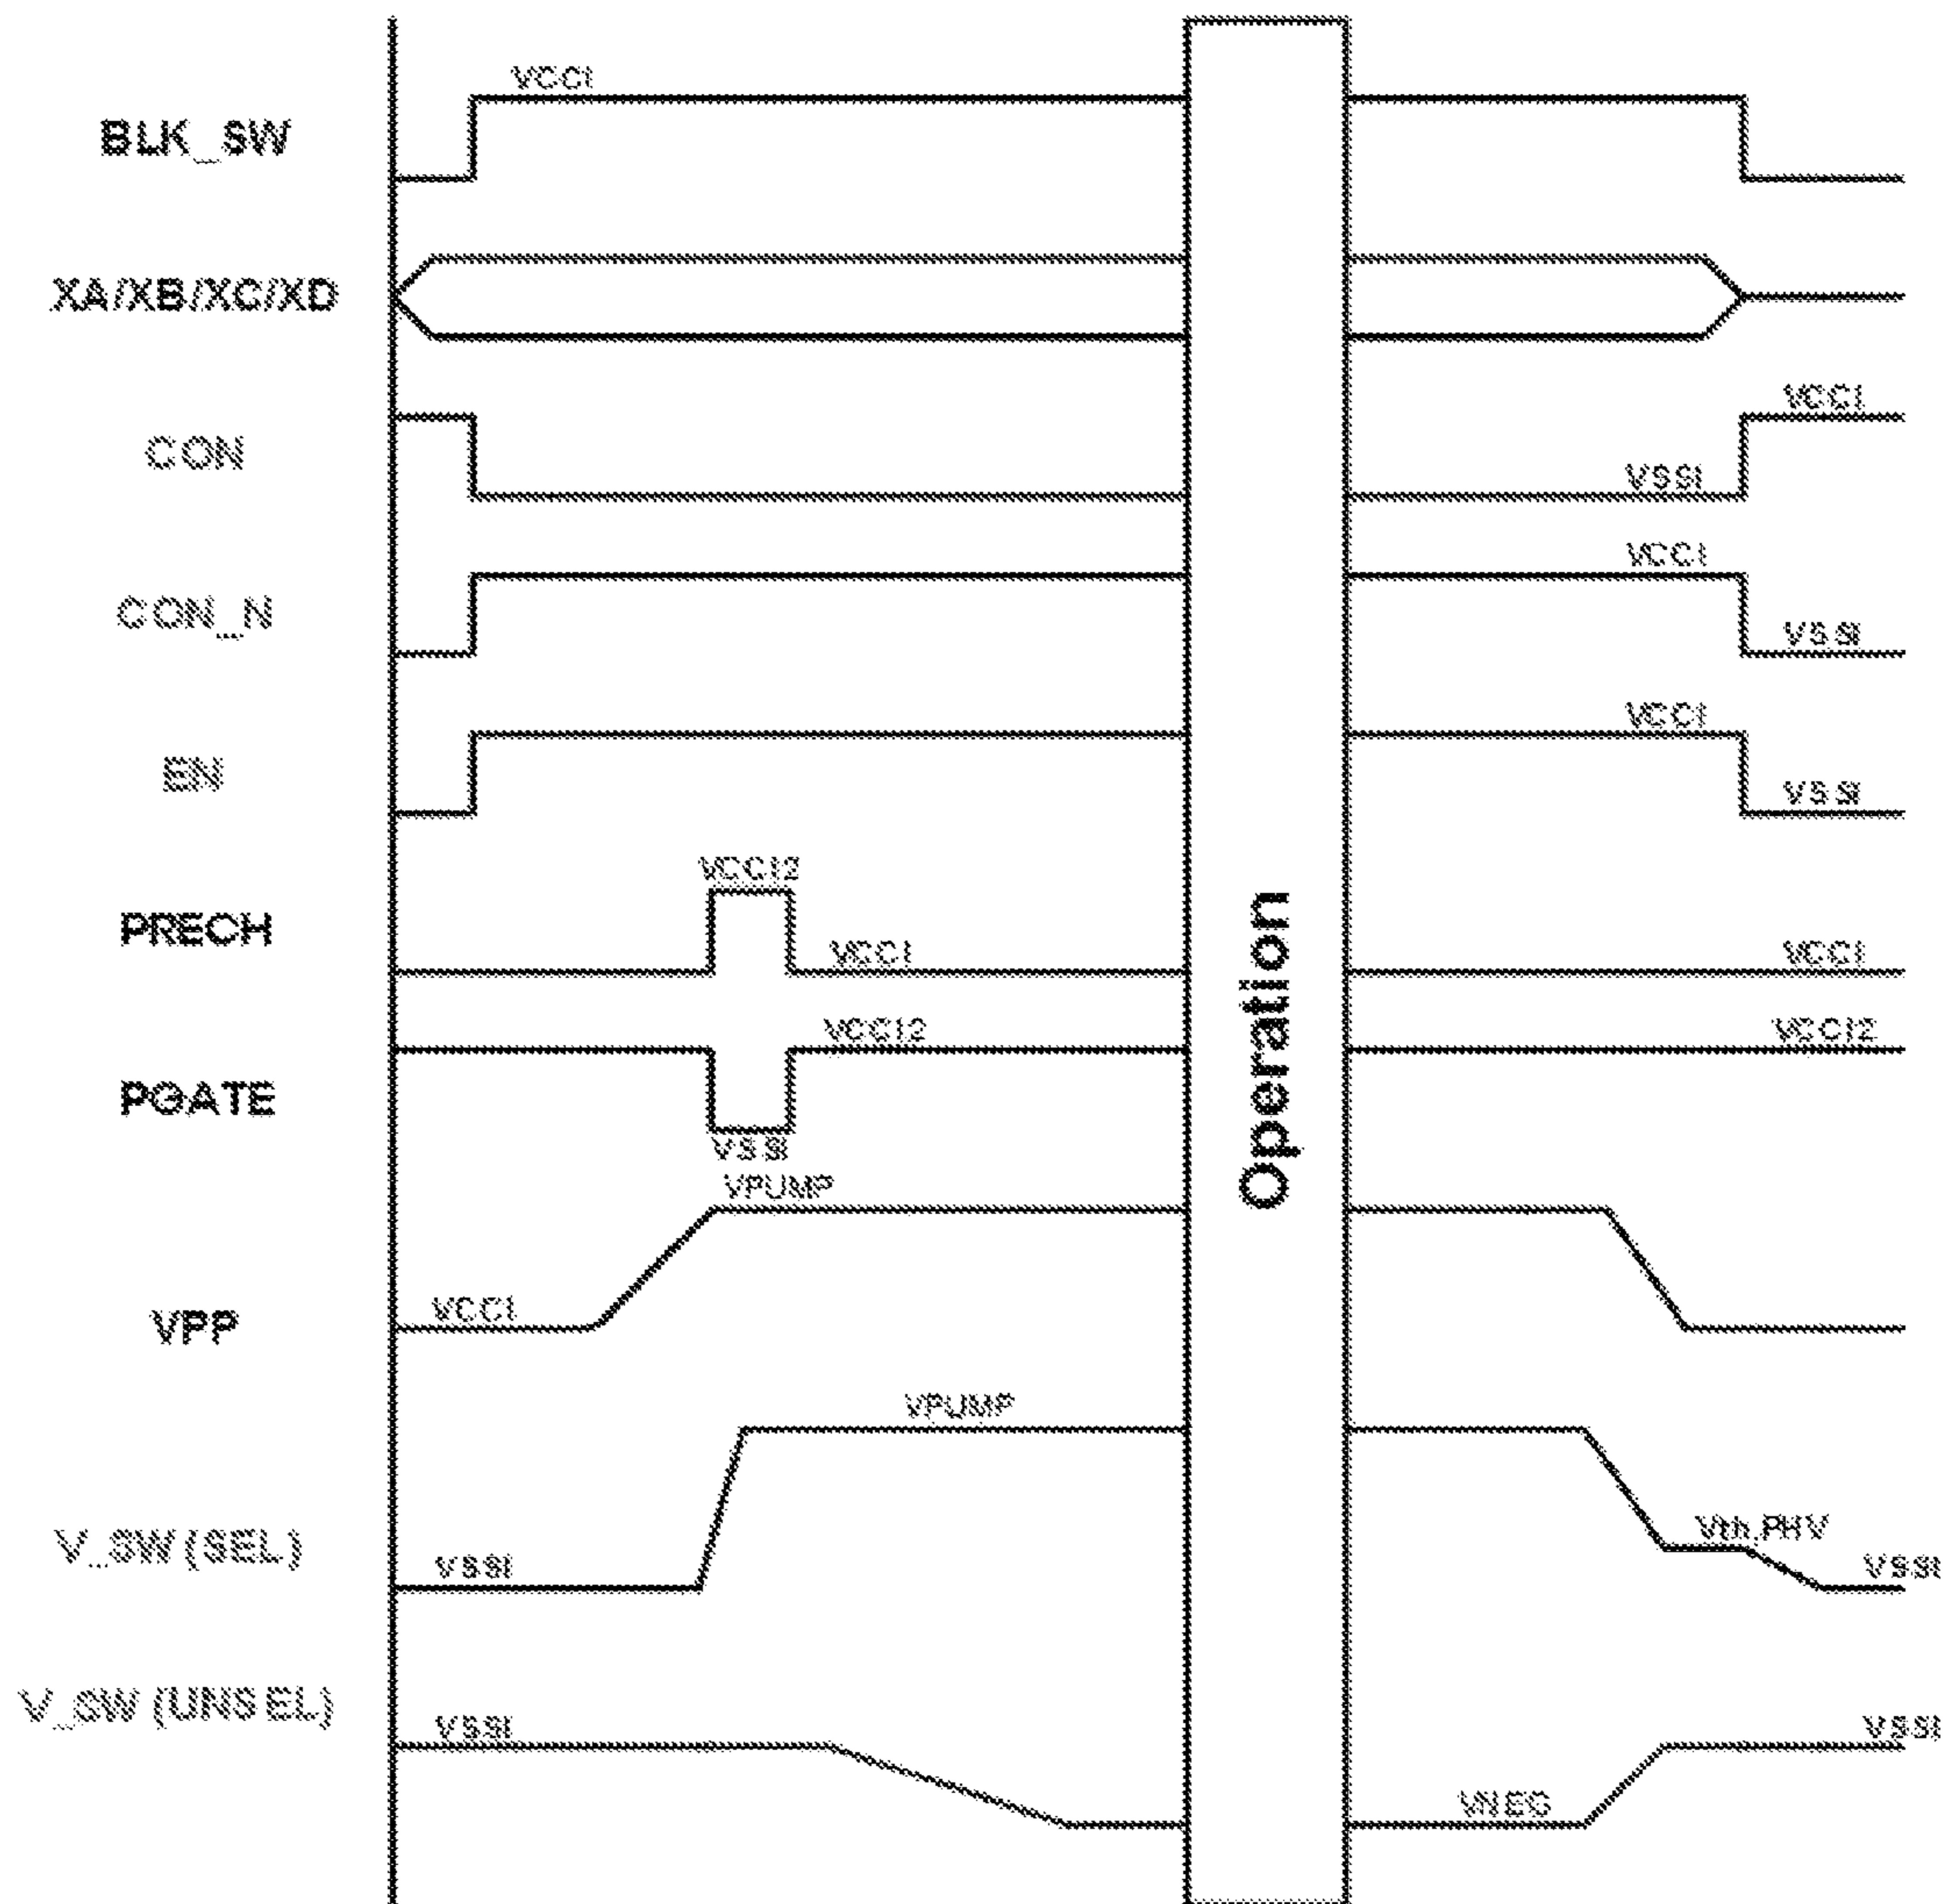 VCCI
BLK_SW
XA/XB/XC/XD
VCCI
CON
VSSI
VCCI
CON_N
VSSI
VCCI
EN
VSSI
VCCI2
PRECH
VCCI
VCCI
VCCI2
VCCI2
PGATE
VSSI
VPUMP
Operation
VCCI
VPP
VPUMP
V_SW (SEL)
VSSI
Vth.PHV
VSSI
V_SW (UNSEL)
VSSI
VSSI
VNEG